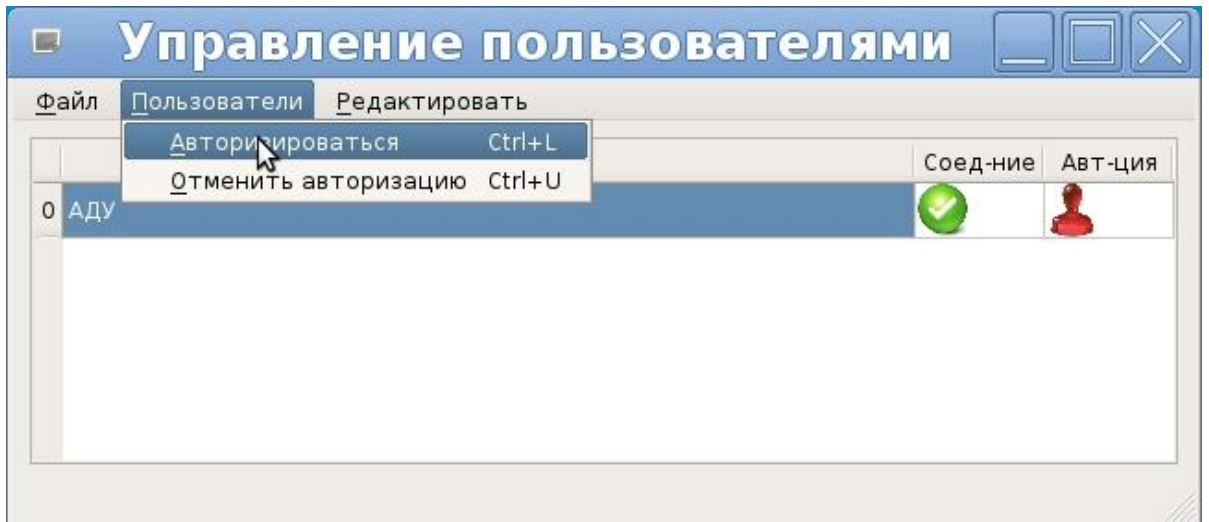 Управление пользователями
Файл Пользователи Редактировать
Авторизироваться Ctrl+L
Отменить авторизацию Ctrl+U
Соед-ние Авт-ция
0 АДУ